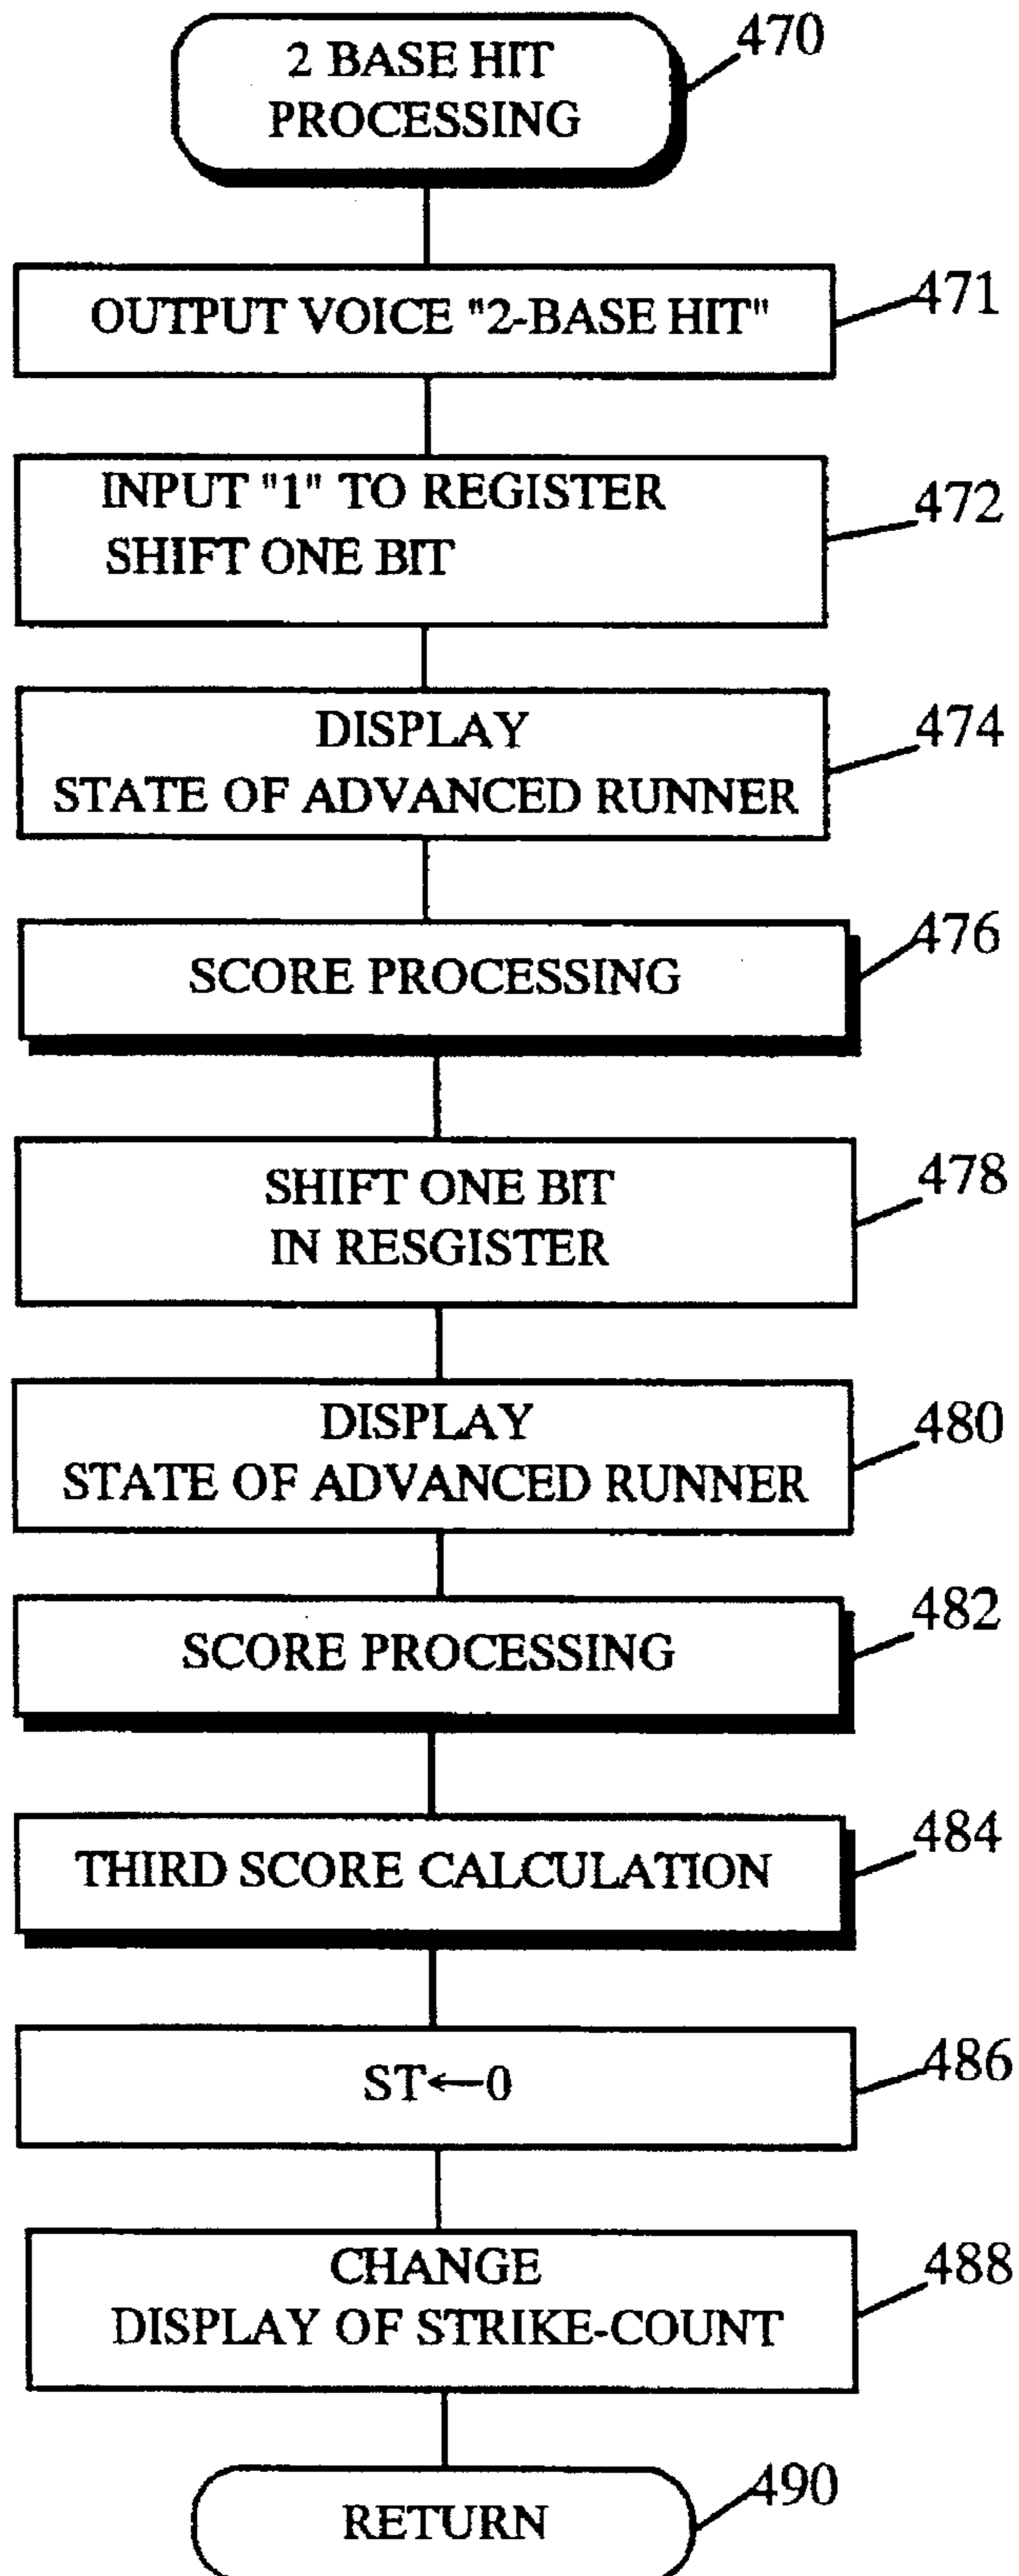 2 BASE HIT
PROCESSING
470
OUTPUT VOICE "2-BASE HIT"
471
INPUT "1" TO REGISTER
SHIFT ONE BIT
472
DISPLAY
STATE OF ADVANCED RUNNER
474
SCORE PROCESSING
476
SHIFT ONE BIT
IN RESGISTER
478
DISPLAY
STATE OF ADVANCED RUNNER
480
SCORE PROCESSING
482
THIRD SCORE CALCULATION
484
ST←0
486
CHANGE
DISPLAY OF STRIKE-COUNT
488
RETURN
490